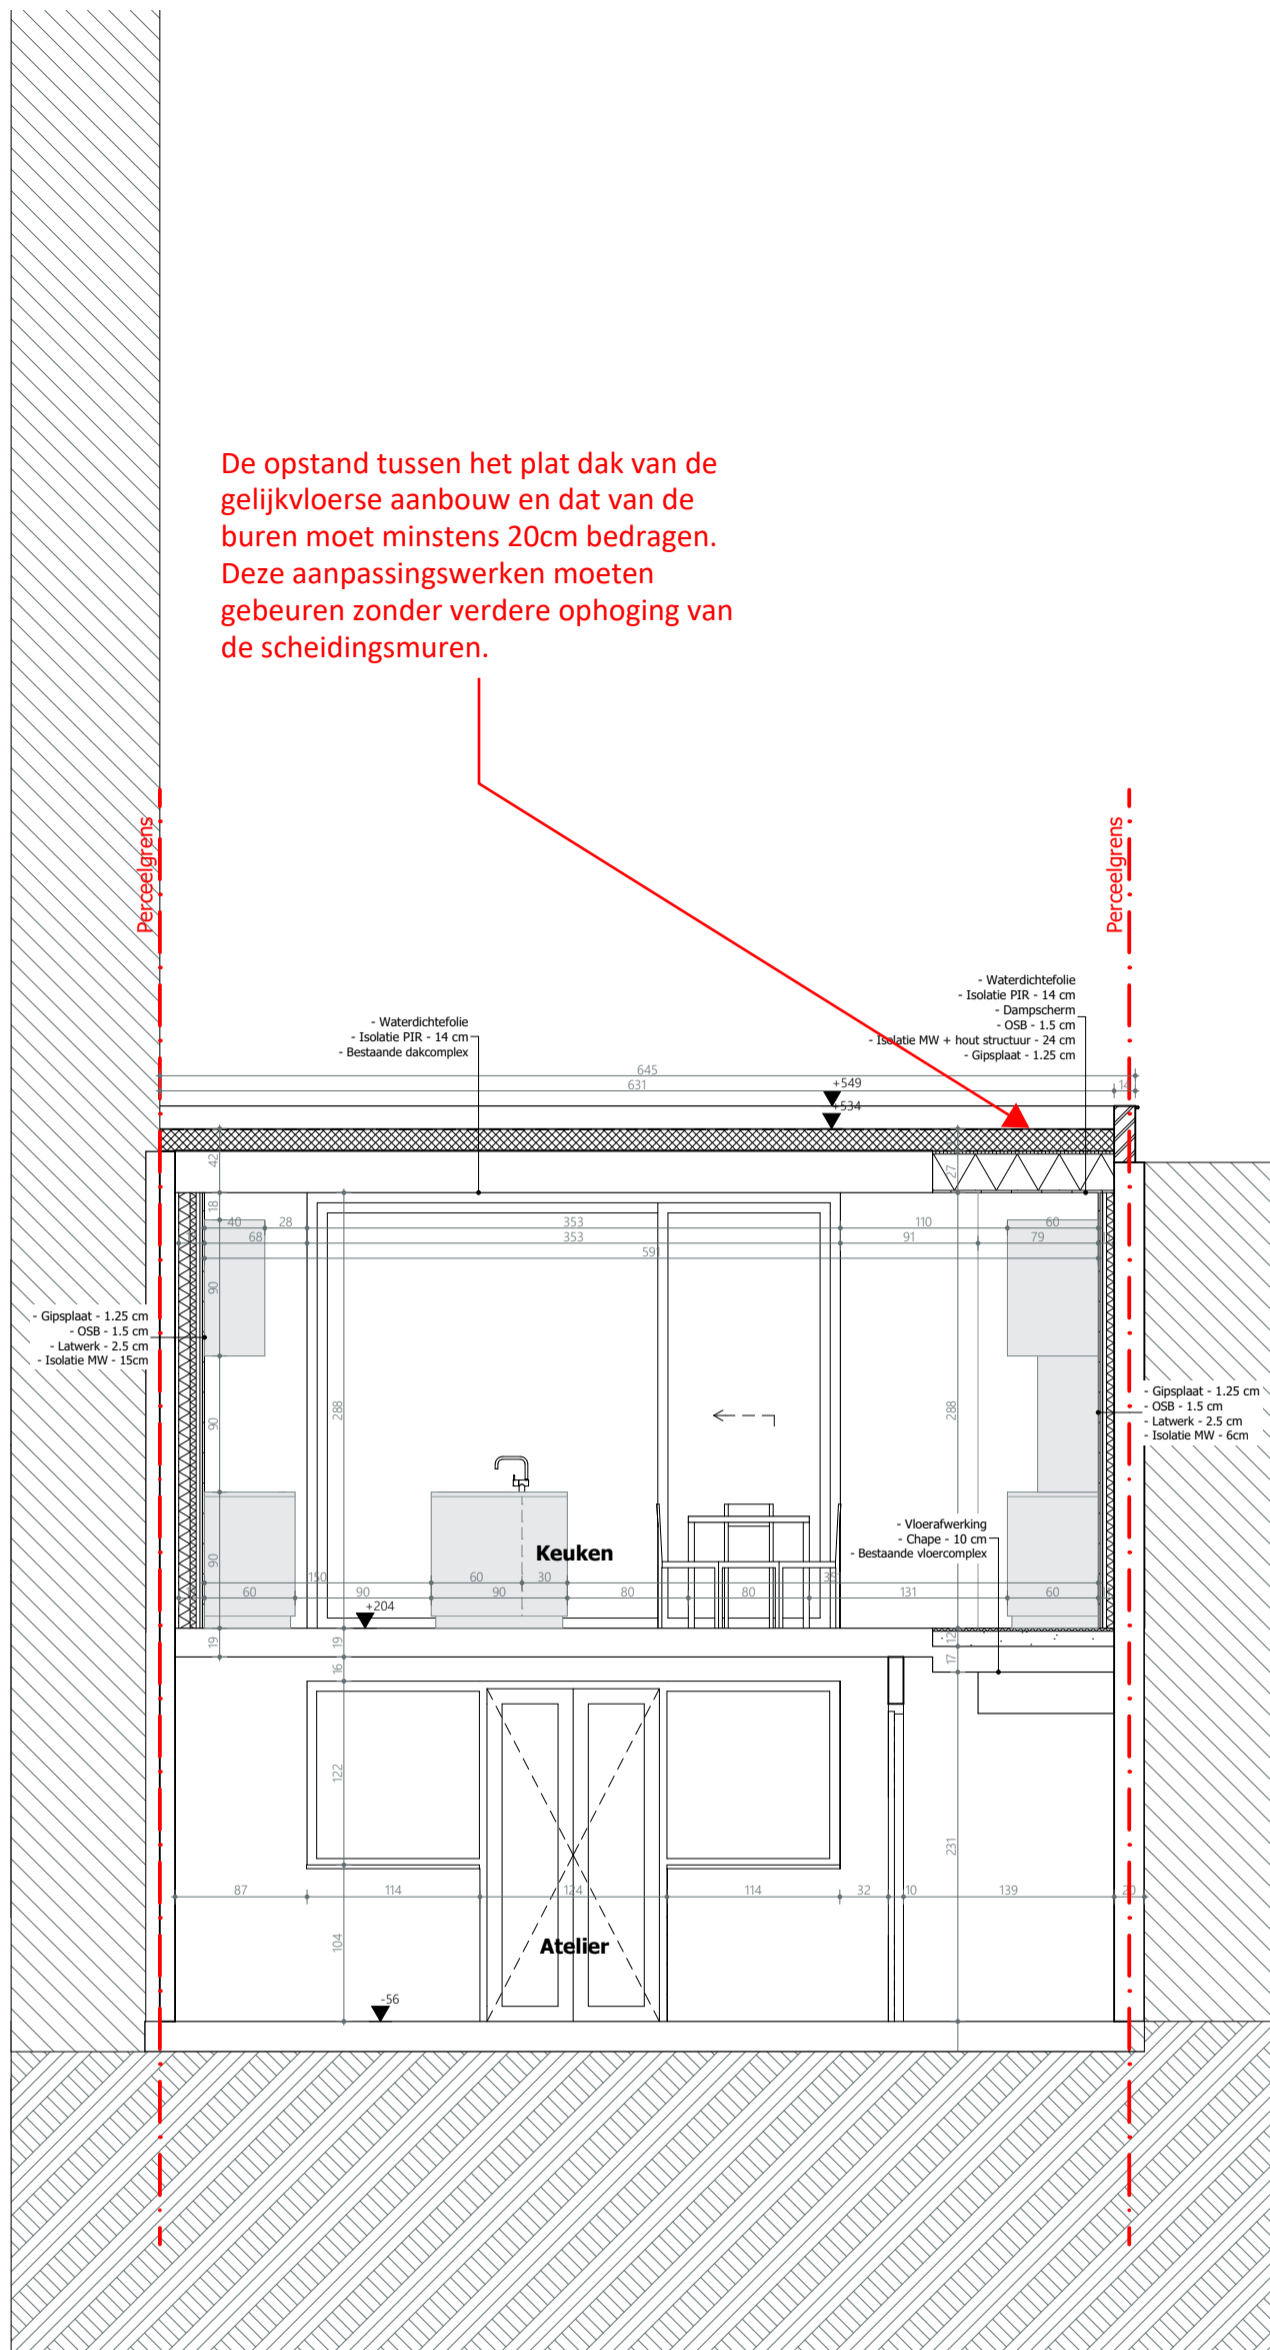 De opstand tussen het plat dak van de
gelijkvloerse aanbouw en dat van de
buren moet minstens 20cm bedragen.
Deze aanpassingswerken moeten
gebeuren zonder verdere ophoging van
de scheidingsmuren.
Perceelgrens
Perceelgrens
- Waterdichtefolie
- Isolatie PIR - 14 cm
- Dampscherm
- OSB - 1.5 cm
- Isolatie MW + hout structuur - 24 cm
- Gipsplaat - 1.25 cm
- Waterdichtefolie
- Isolatie PIR - 14 cm
- Bestaande dakcomplex
645
631
14
+549
+534
42
27
18
40
28
353
110
60
68
353
91
79
591
90
- Gipsplaat - 1.25 cm
- OSB - 1.5 cm
- Latwerk - 2.5 cm
- Isolatie MW - 15cm
288
90
288
- Gipsplaat - 1.25 cm
- OSB - 1.5 cm
- Latwerk - 2.5 cm
- Isolatie MW - 6cm
- Vloerafwerking
- Chape - 10 cm
- Bestaande vloercomplex
Keuken
90
150
60
30
60
90
90
80
80
131
60
+204
19
19
12
16
17
122
231
87
114
124
114
32
10
139
20
104
Atelier
-56